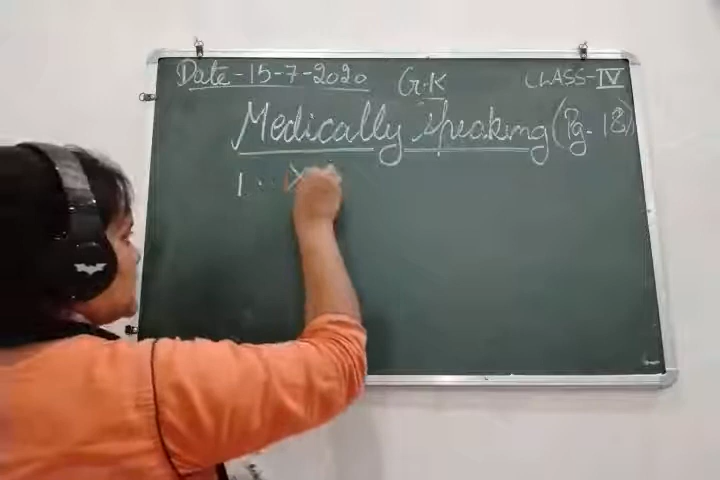 Date-15-7-2020 G.K CLASS-IV
Medically speaking (Pg-18)
1.. X